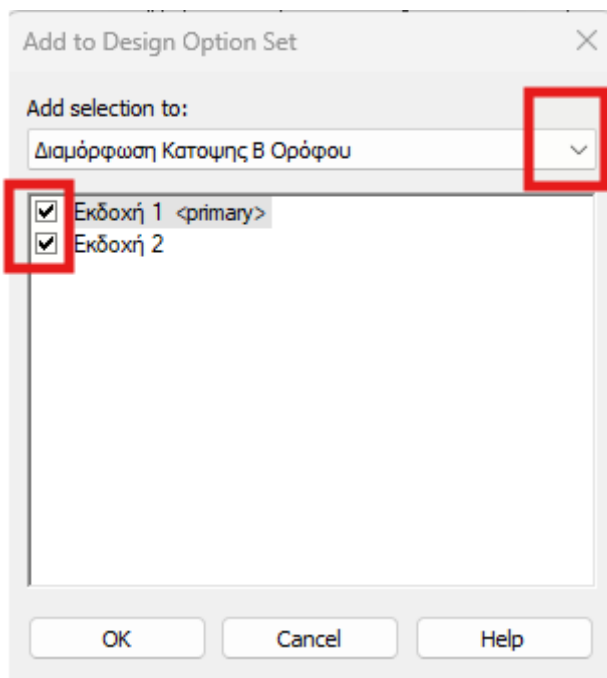 Add to Design Option Set
Add selection to:
Διαμόρφωση Κατοψης Β Ορόφου
Εκδοχή 1 <primary>
Εκδοχή 2
OK Cancel Help